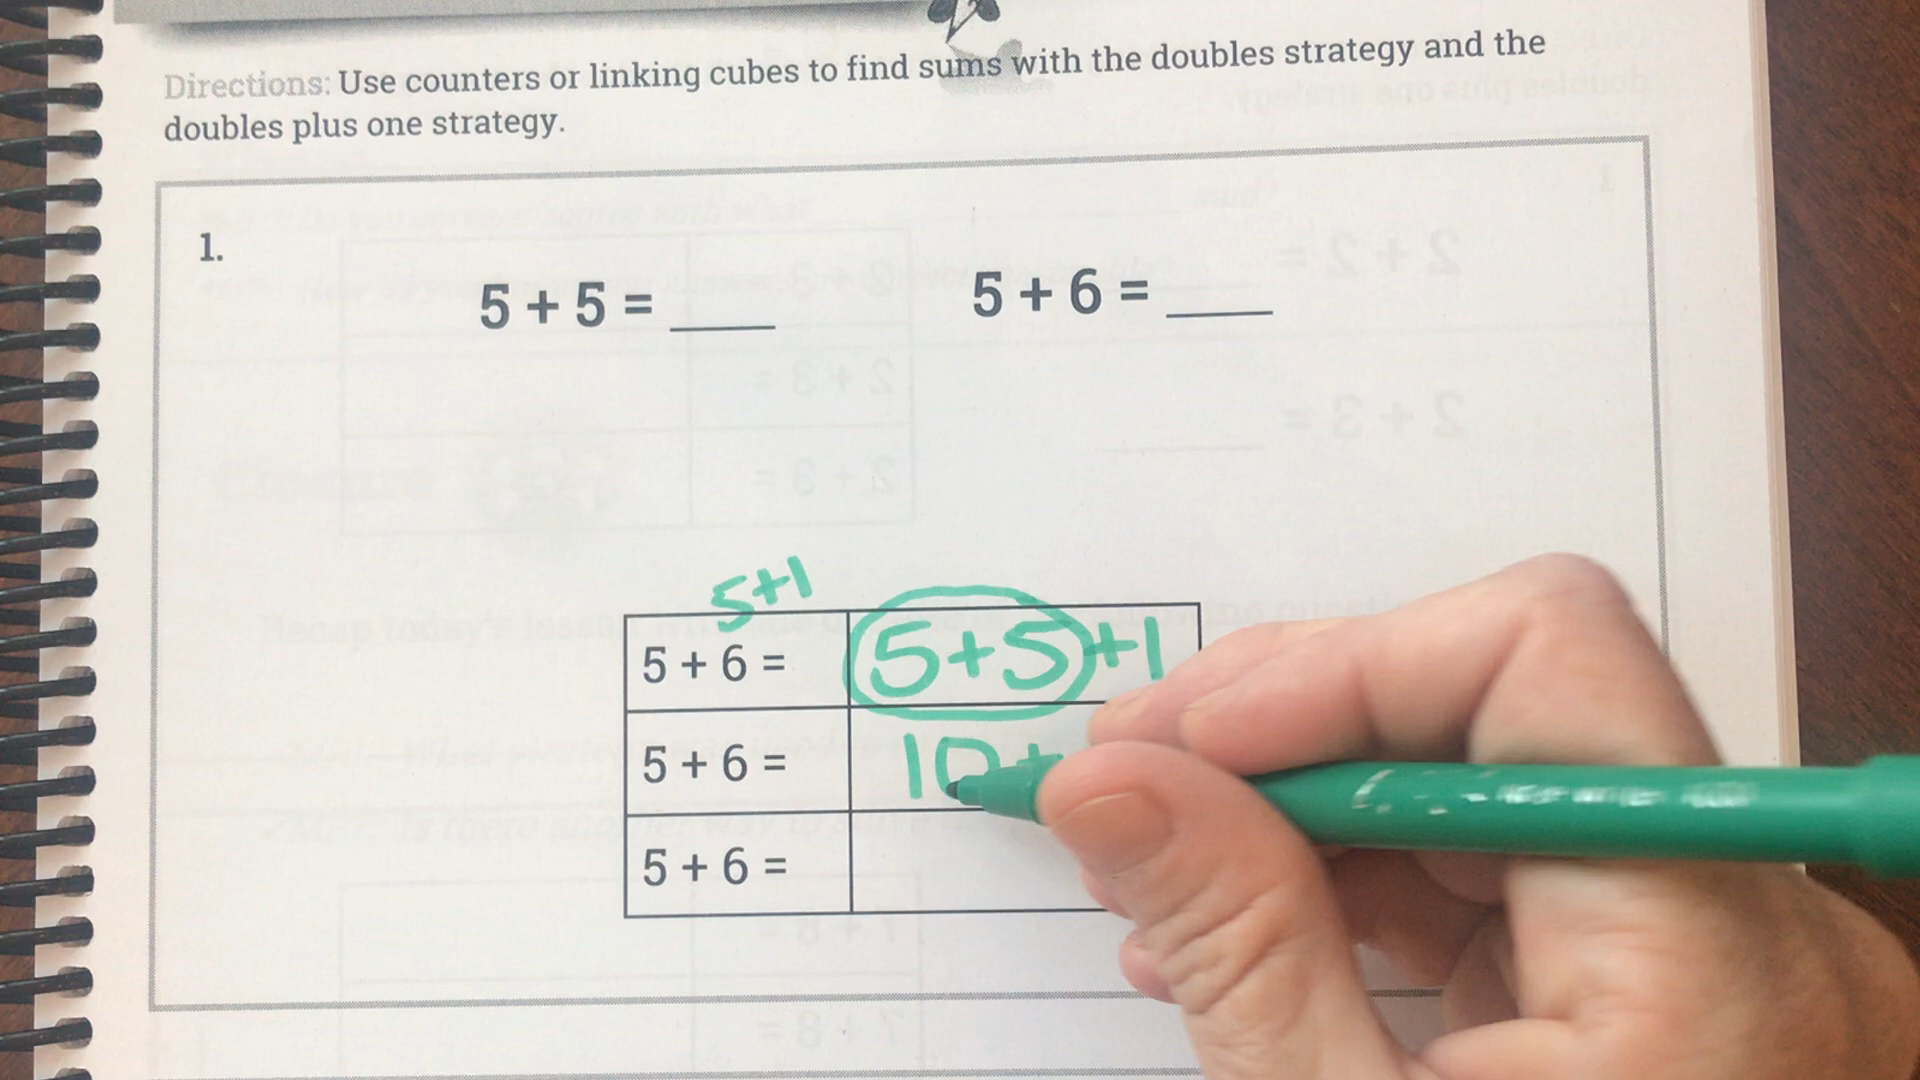 Directions: Use counters or linking cubes to find sums with the doubles strategy and the
doubles plus one strategy.
1.
5 + 5 = ____
5 + 6 = ____
5+1
5 + 6 = 5+5+1
5 + 6 = 10+
5 + 6 =